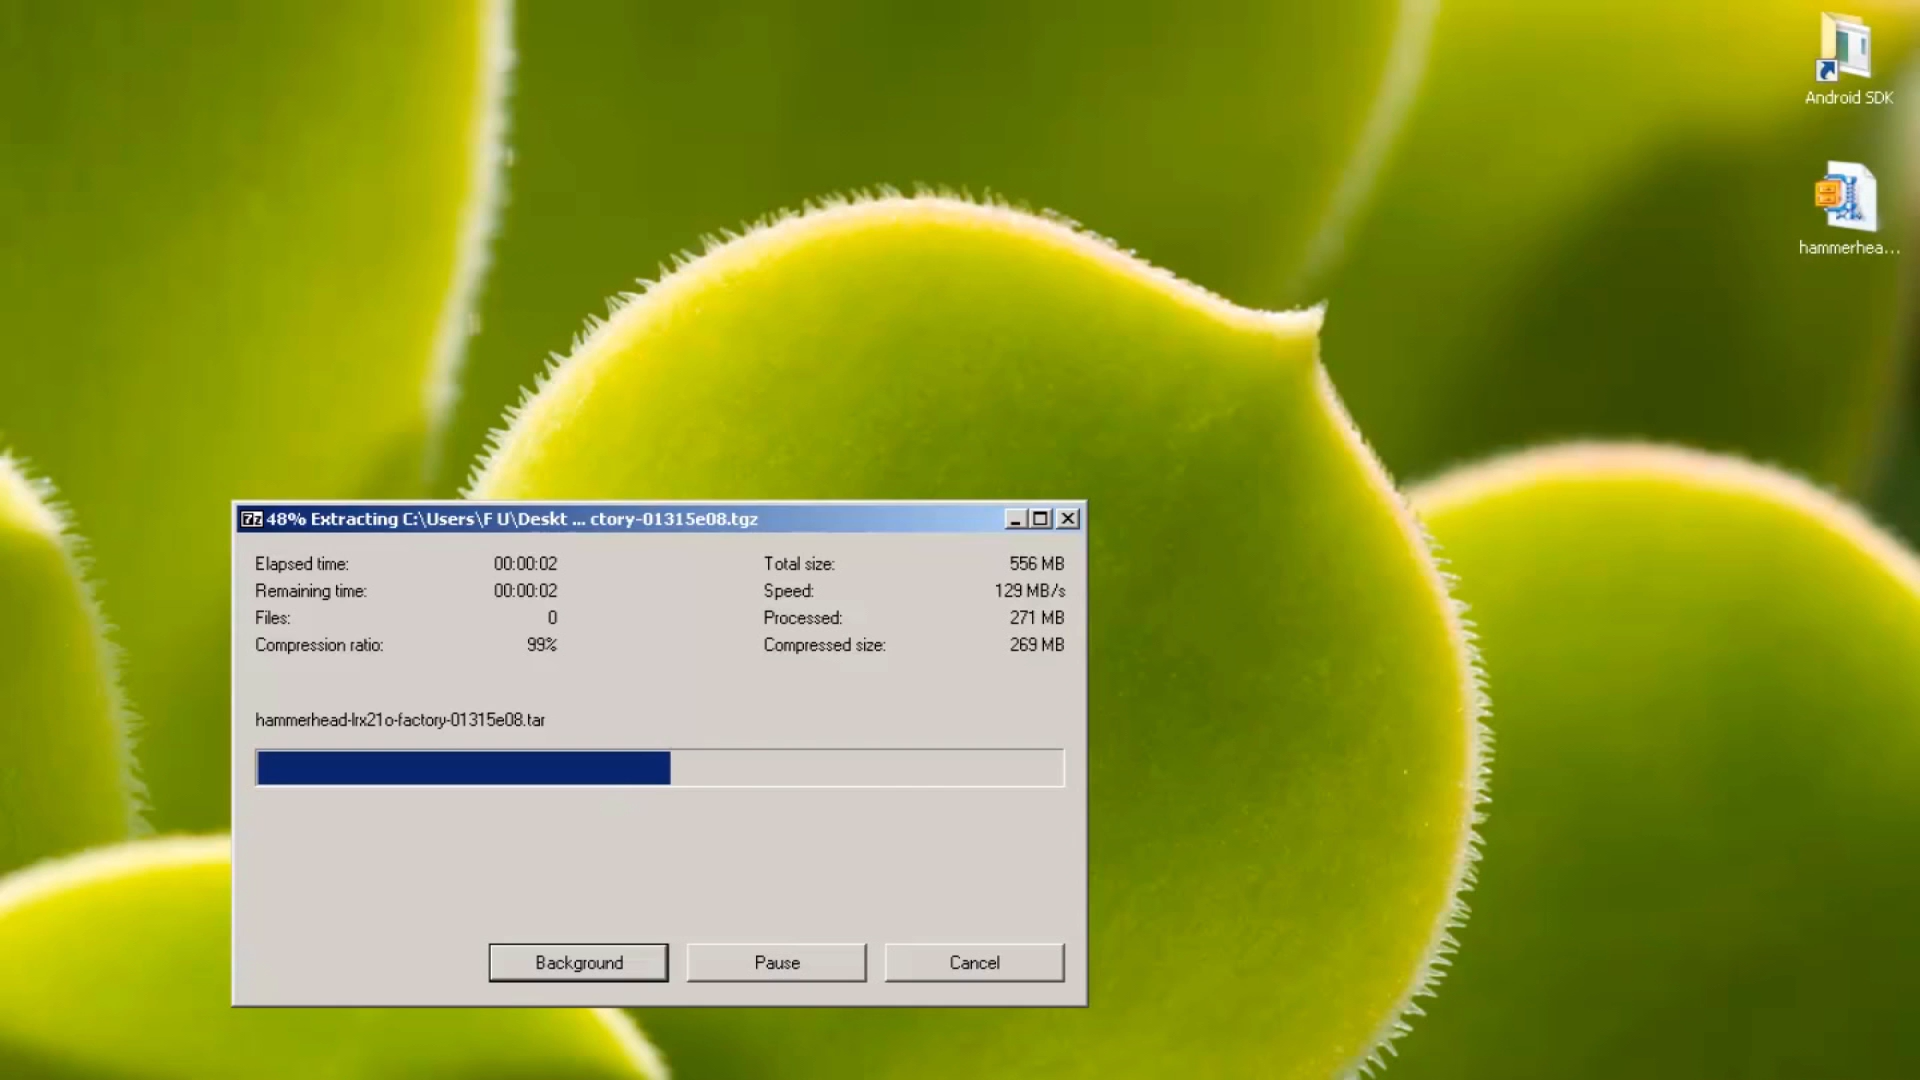 Android SDK
hammerhea...
7z 48% Extracting C:\Users\F U\Deskt ... ctory-01315e08.tgz
Elapsed time: 00:00:02 Total size: 556 MB
Remaining time: 00:00:02 Speed: 129 MB/s
Files: 0 Processed: 271 MB
Compression ratio: 99% Compressed size: 269 MB
hammerhead-lrx21o-factory-01315e08.tar
Background Pause Cancel